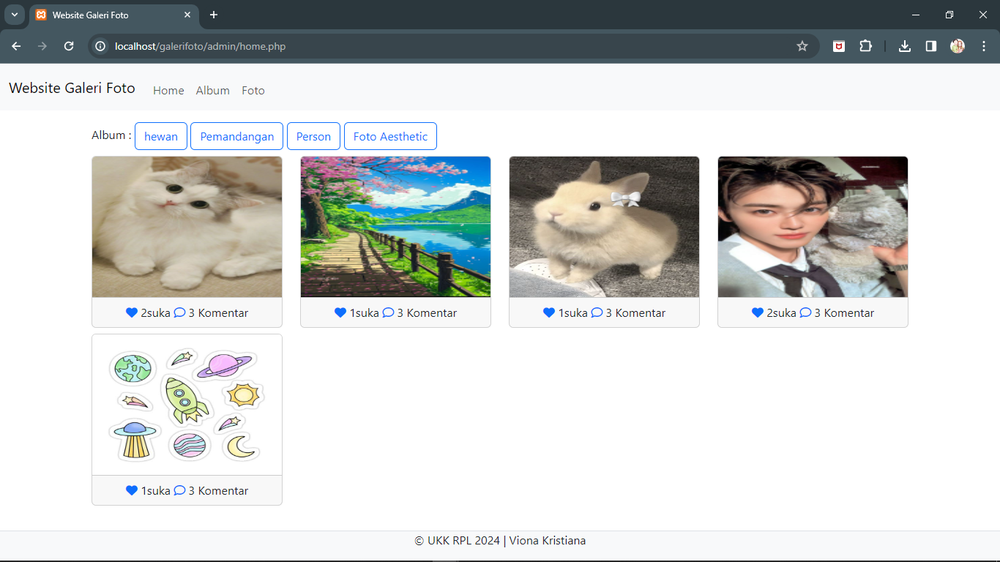 Website Galeri Foto
localhost/galerifoto/admin/home.php
Website Galeri Foto Home Album Foto
Album : hewan Pemandangan Person Foto Aesthetic
2suka 3 Komentar
1suka 3 Komentar
1suka 3 Komentar
2suka 3 Komentar
1suka 3 Komentar
© UKK RPL 2024 | Viona Kristiana